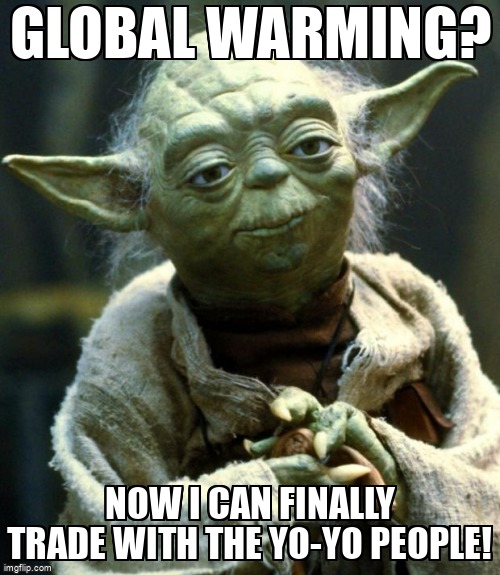 GLOBAL WARMING?
NOW I CAN FINALLY
TRADE WITH THE YO-YO PEOPLE!
imgflip.com